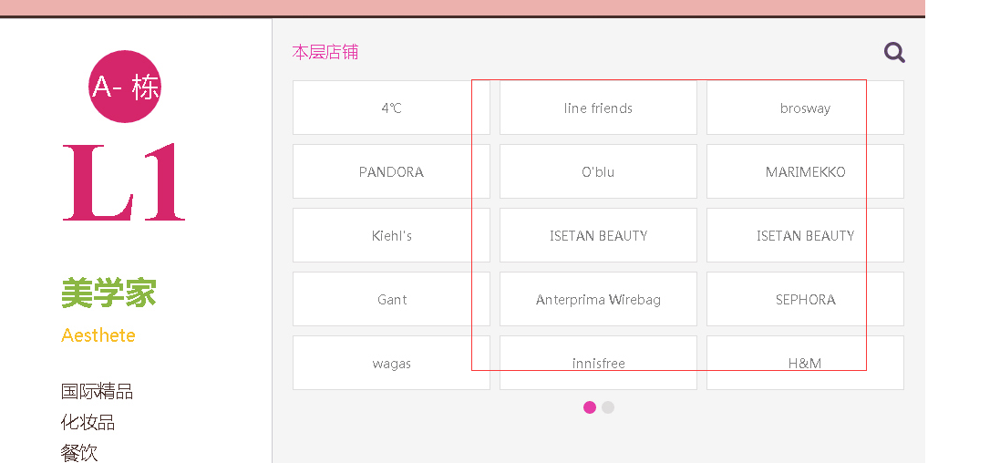 A- 栋
L1
美学家
Aesthete
国际精品
化妆品
餐饮
本层店铺
4℃ line friends brosway
PANDORA O'blu MARIMEKKO
Kiehl's ISETAN BEAUTY ISETAN BEAUTY
Gant Anterprima Wirebag SEPHORA
wagas innisfree H&M